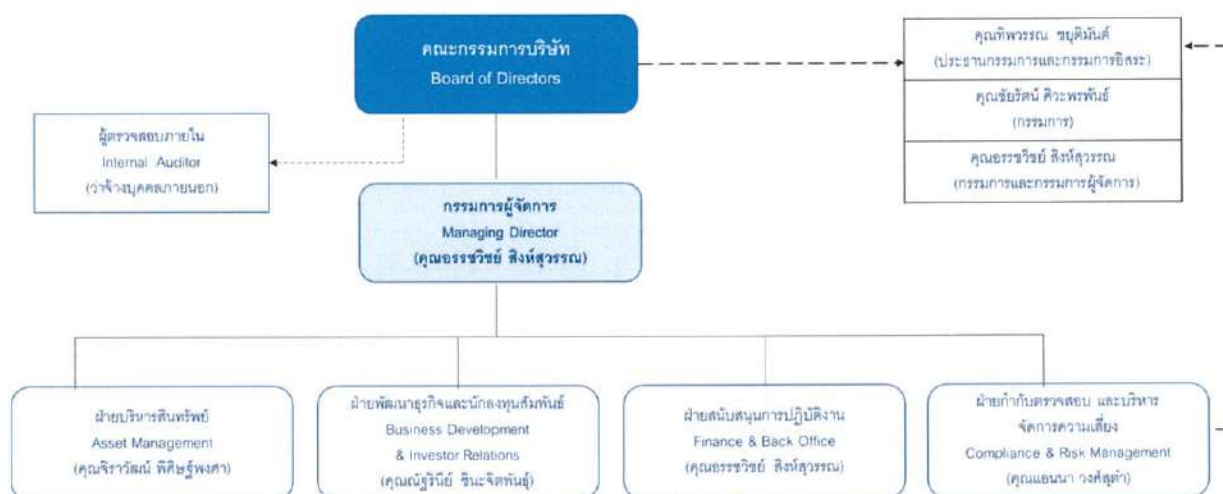 คณะกรรมการบริษัท
Board of Directors
คุณทิพวรรณ ชยุติมันต์
(ประธานกรรมการและกรรมการอิสระ)
คุณชัยรัตน์ ศิวะพรพันธ์
(กรรมการ)
คุณอรรชวิชย์ สิงห์สุวรรณ
(กรรมการและกรรมการผู้จัดการ)
ผู้ตรวจสอบภายใน
Internal Auditor
(ว่าจ้างบุคคลภายนอก)
กรรมการผู้จัดการ
Managing Director
(คุณอรรชวิชย์ สิงห์สุวรรณ)
ฝ่ายบริหารสินทรัพย์
Asset Management
(คุณจิราวัฒน์ พิศิษฐ์พงศา)
ฝ่ายพัฒนาธุรกิจและนักลงทุนสัมพันธ์
Business Development
& Investor Relations
(คุณณัฐรินีย์ ชินะจิตพันธุ์)
ฝ่ายสนับสนุนการปฏิบัติงาน
Finance & Back Office
(คุณอรรชวิชย์ สิงห์สุวรรณ)
ฝ่ายกำกับตรวจสอบ และบริหาร
จัดการความเสี่ยง
Compliance & Risk Management
(คุณแอนนา วงศ์สุดำ)